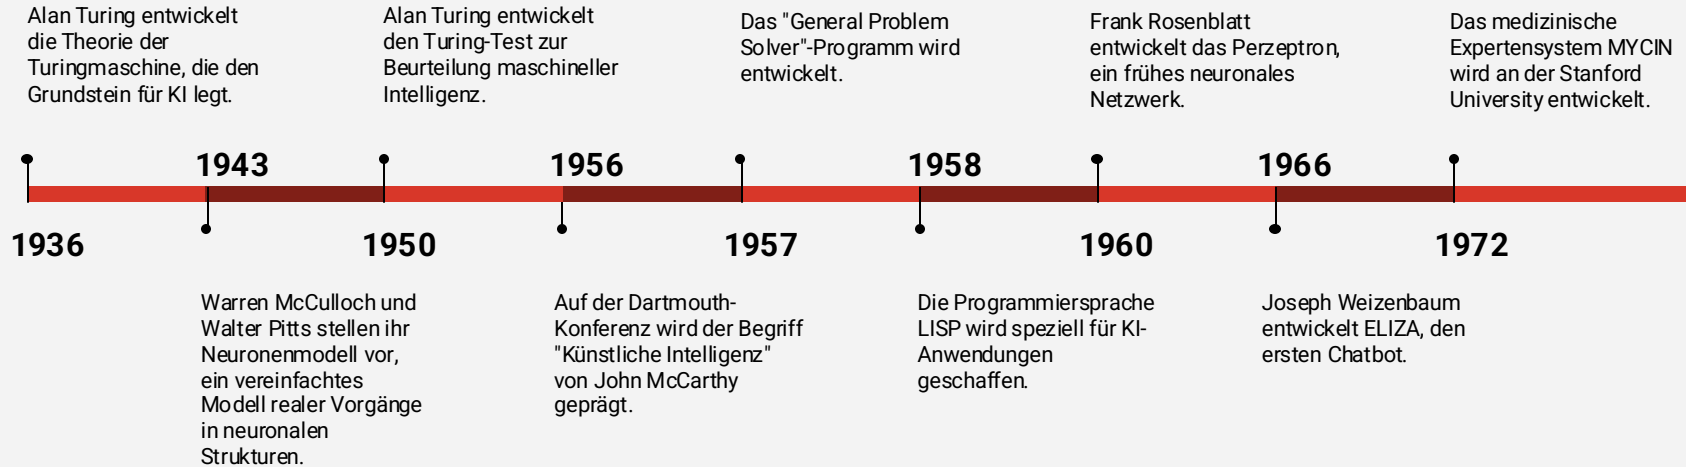 Alan Turing entwickelt
die Theorie der
Turingmaschine, die den
Grundstein für KI legt.
1936
1943
Warren McCulloch und
Walter Pitts stellen ihr
Neuronenmodell vor,
ein vereinfachtes
Modell realer Vorgänge
in neuronalen
Strukturen.
Alan Turing entwickelt
den Turing-Test zur
Beurteilung maschineller
Intelligenz.
1950
1956
Auf der Dartmouth-
Konferenz wird der Begriff
"Künstliche Intelligenz"
von John McCarthy
geprägt.
Das "General Problem
Solver"-Programm wird
entwickelt.
1957
1958
Die Programmiersprache
LISP wird speziell für KI-
Anwendungen
geschaffen.
Frank Rosenblatt
entwickelt das Perzeptron,
ein frühes neuronales
Netzwerk.
1960
1966
Joseph Weizenbaum
entwickelt ELIZA, den
ersten Chatbot.
Das medizinische
Expertensystem MYCIN
wird an der Stanford
University entwickelt.
1972